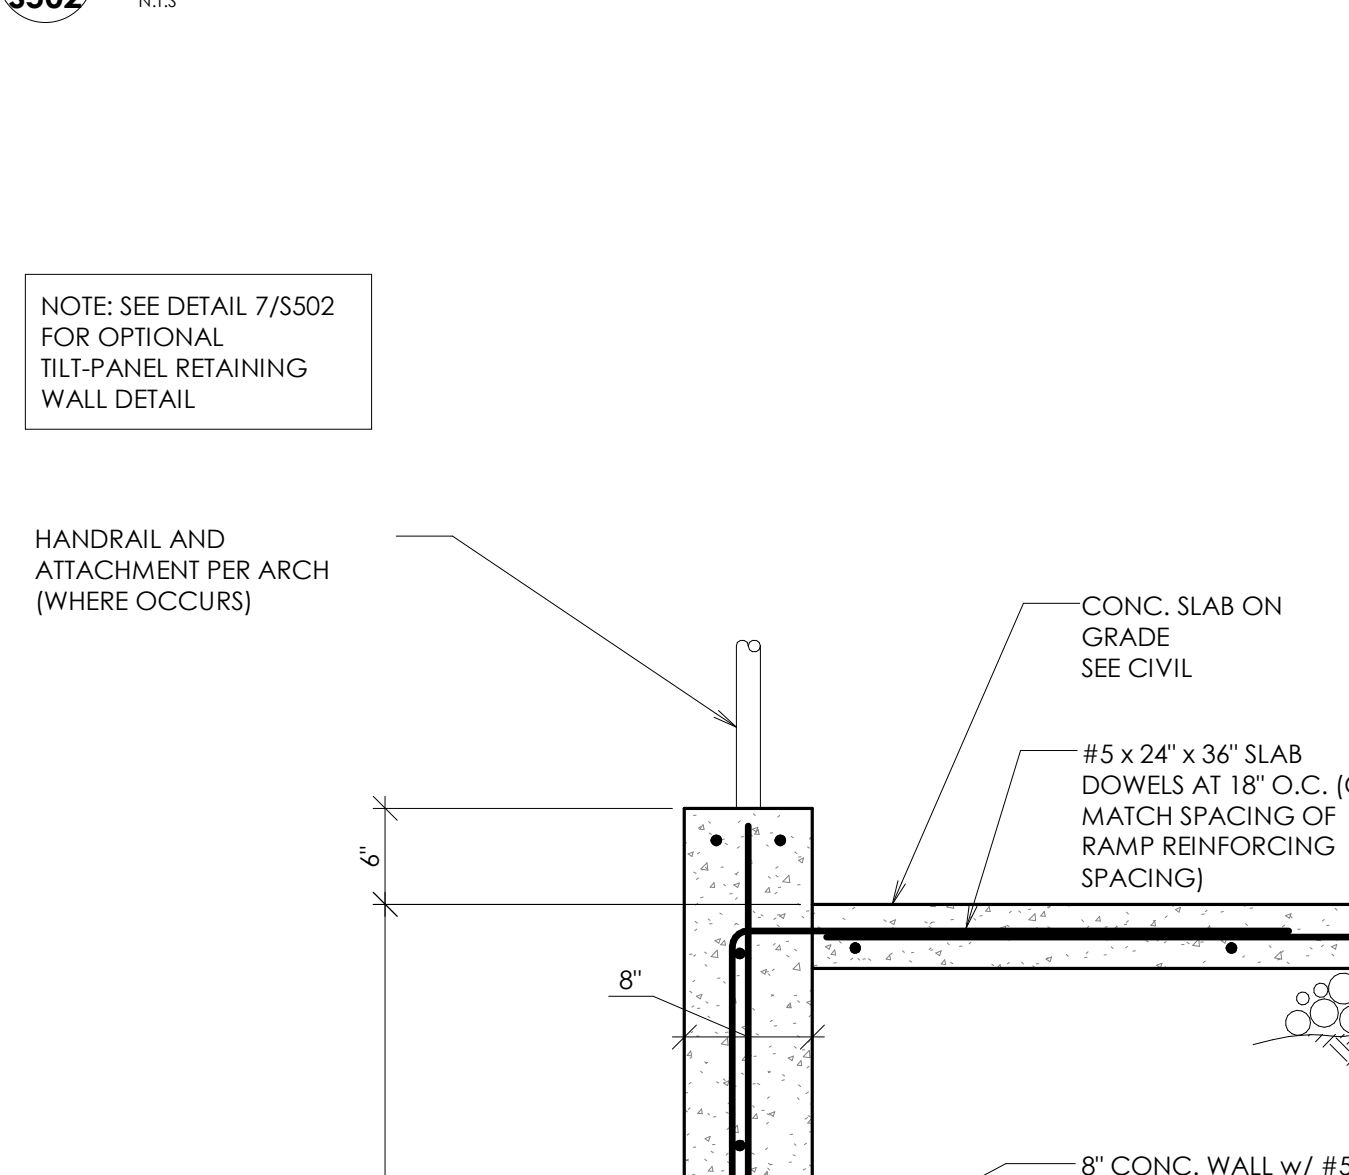 S502
N.T.S
NOTE: SEE DETAIL 7/S502
FOR OPTIONAL
TILT-PANEL RETAINING
WALL DETAIL
HANDRAIL AND
ATTACHMENT PER ARCH
(WHERE OCCURS)
CONC. SLAB ON
GRADE
SEE CIVIL
#5 x 24" x 36" SLAB
DOWELS AT 18" O.C. (
MATCH SPACING OF
RAMP REINFORCING
SPACING)
6"
8"
8" CONC. WALL w/ #5